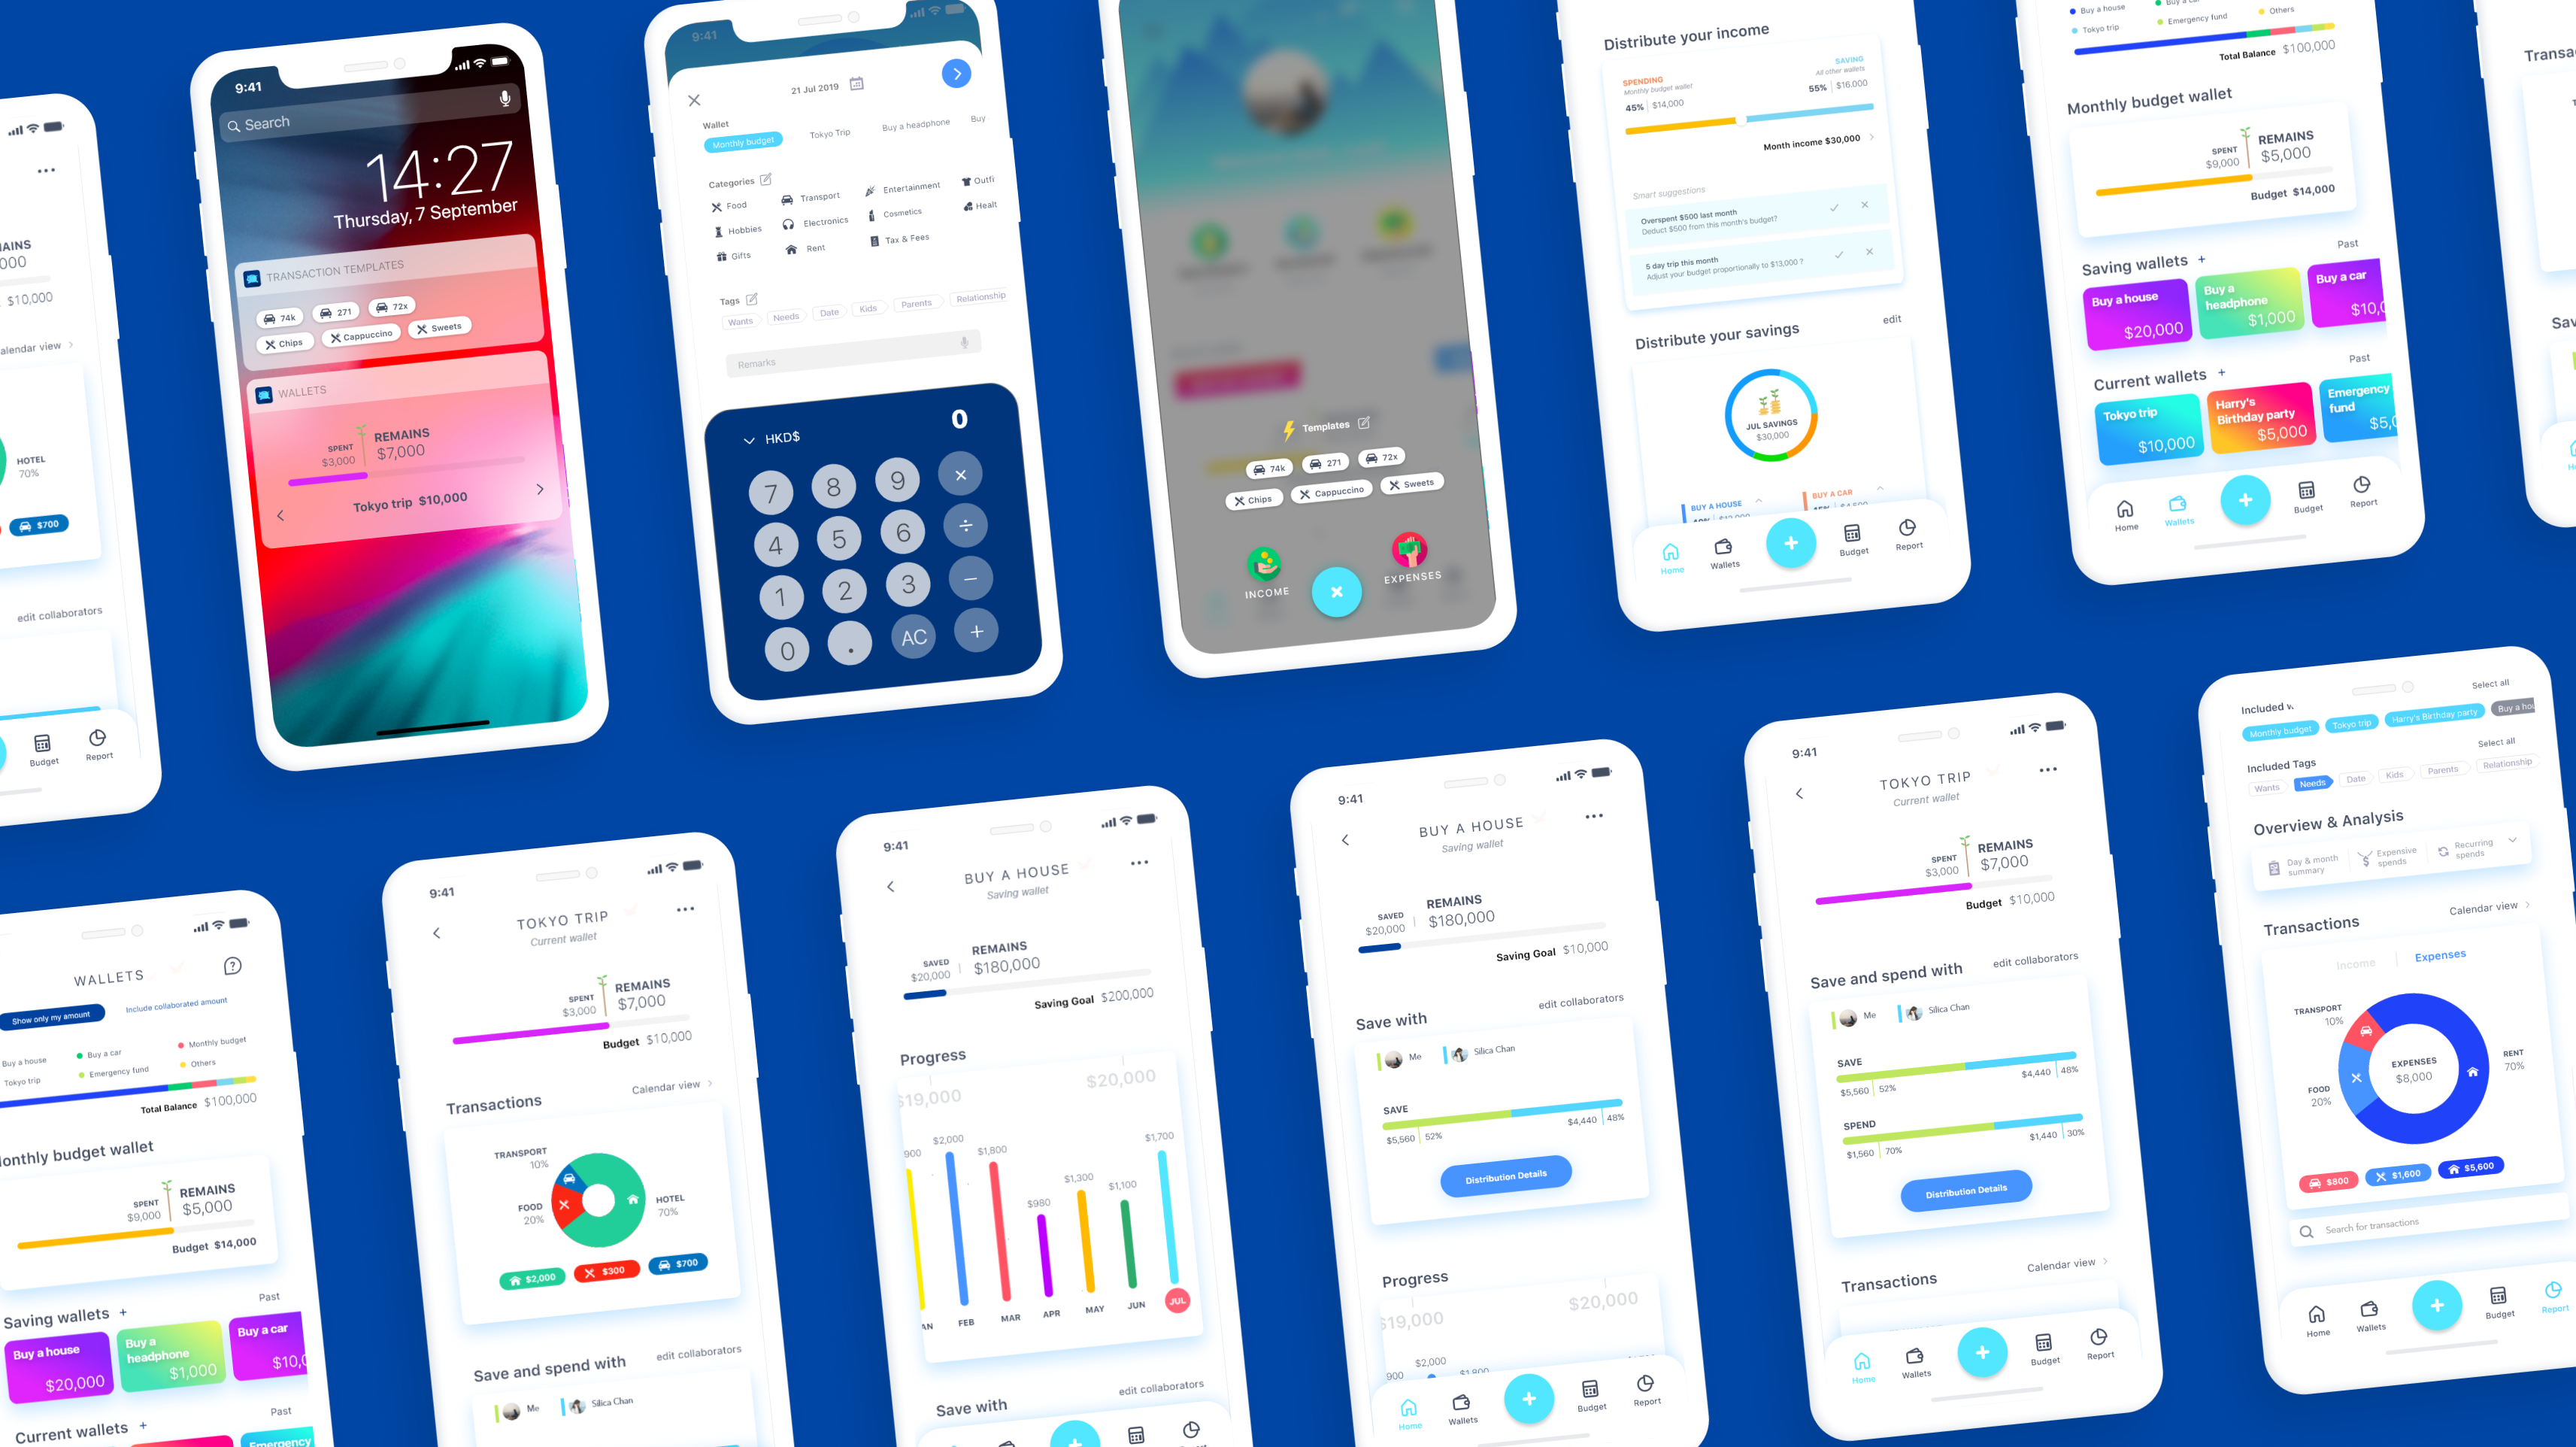 AINS
000
$10,000
alendar view >
HOTEL
70%
$700
edit collaborators
Budget
Report
9:41
Search
14:27
Thursday, 7 September
TRANSACTION TEMPLATES
74k
271
72x
Chips
Cappuccino
Sweets
WALLETS
SPENT
$3,000
REMAINS
$7,000
Tokyo trip $10,000
9:41
21 Jul 2019
Wallet
Monthly budget
Tokyo Trip
Buy a headphone
Buy
Categories
Food
Transport
Entertainment
Outfi
Hobbies
Electronics
Cosmetics
Healt
Gifts
Rent
Tax & Fees
Tags
Wants
Needs
Date
Kids
Parents
Relationship
Remarks
HKD$
0
7 8 9 ×
4 5 6 ÷
1 2 3 −
0 . AC +
Templates
74k
271
72x
Chips
Cappuccino
Sweets
INCOME
EXPENSES
Distribute your income
SPENDING
Monthly budget wallet
45% | $14,000
SAVING
All other wallets
55% | $16.000
Month income $30,000 >
Smart suggestions
Overspent $500 last month
Deduct $500 from this month's budget?
5 day trip this month
Adjust your budget proportionally to $13,000 ?
Distribute your savings
edit
JUL SAVINGS
$30,000
BUY A HOUSE
BUY A CAR
Home
Wallets
Budget
Report
Buy a house
Buy a car
Tokyo trip
Emergency fund
Others
Total Balance $100,000
Monthly budget wallet
SPENT
$9,000
REMAINS
$5,000
Budget $14,000
Saving wallets +
Past
Buy a house
$20,000
Buy a
headphone
$1,000
Buy a car
$10,0
Current wallets +
Past
Tokyo trip
$10,000
Harry's
Birthday party
$5,000
Emergency
fund
$5,0
Home
Wallets
Budget
Report
Transa
Sav
WALLETS
Show only my amount
Include collaborated amount
Buy a house
Buy a car
Monthly budget
Tokyo trip
Emergency fund
Others
Total Balance $100,000
onthly budget wallet
SPENT
$9,000
REMAINS
$5,000
Budget $14,000
Saving wallets +
Past
Buy a house
$20,000
Buy a
headphone
$1,000
Buy a car
$10,0
Current wallets +
Past
Emergency
9:41
TOKYO TRIP
Current wallet
SPENT
$3,000
REMAINS
$7,000
Budget $10,000
Transactions
Calendar view >
TRANSPORT
10%
FOOD
20%
HOTEL
70%
$2,000
$300
$700
Save and spend with
edit collaborators
Me
Silica Chan
9:41
BUY A HOUSE
Saving wallet
SAVED
$20,000
REMAINS
$180,000
Saving Goal $200,000
Progress
$19,000
$20,000
900
$2,000
$1,800
$980
$1,300
$1,100
$1,700
AN
FEB
MAR
APR
MAY
JUN
JUL
Save with
edit collaborators
9:41
BUY A HOUSE
Saving wallet
SAVED
$20,000
REMAINS
$180,000
Saving Goal $10,000
Save with
edit collaborators
Me
Silica Chan
SAVE
$5,560 | 52%
$4,440 | 48%
Distribution Details
Progress
$19,000
$20,000
900
$2,000
$1,800
Home
Wallets
Budget
Report
9:41
TOKYO TRIP
Current wallet
SPENT
$3,000
REMAINS
$7,000
Budget $10,000
Save and spend with
edit collaborators
Me
Silica Chan
SAVE
$5,560 | 52%
$4,440 | 48%
SPEND
$1,560 | 70%
$1,440 | 30%
Distribution Details
Transactions
Calendar view >
Home
Wallets
Budget
Report
Included
Select all
Monthly budget
Tokyo trip
Harry's Birthday party
Buy a hou
Included Tags
Select all
Wants
Needs
Date
Kids
Parents
Relationship
Overview & Analysis
Day & month
summary
Expensive
spends
Recurring
spends
Transactions
Calendar view >
Income
Expenses
TRANSPORT
10%
FOOD
20%
EXPENSES
$8,000
RENT
70%
$800
$1,600
$5,600
Search for transactions
Home
Wallets
Budget
Report